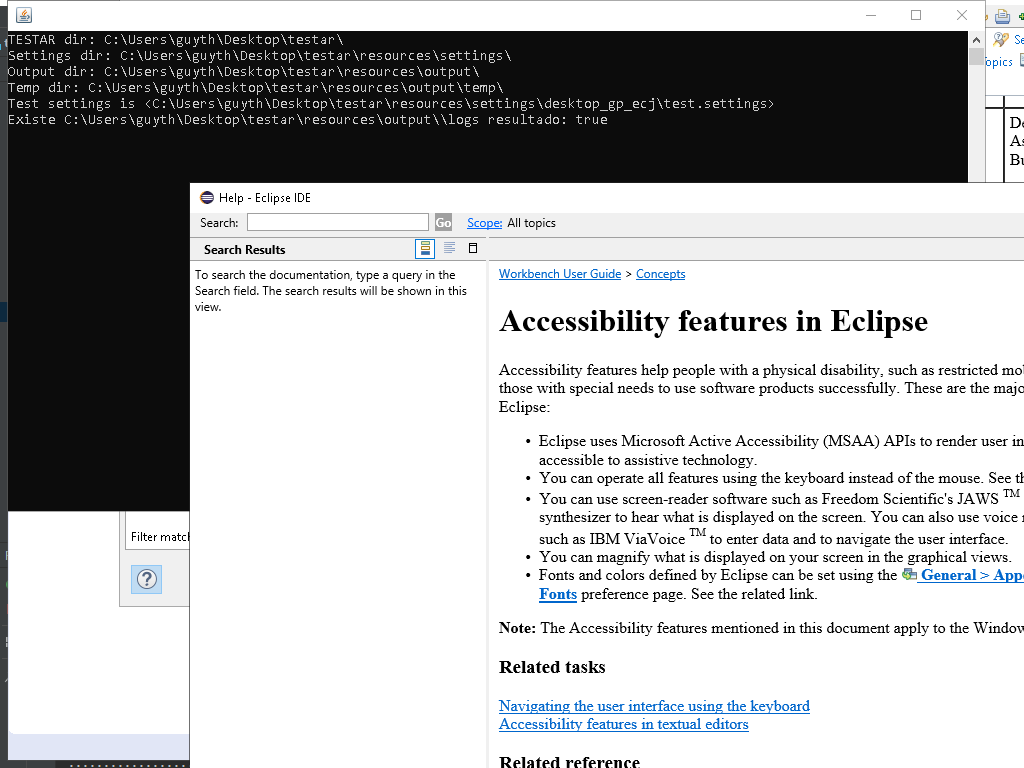 TESTAR dir: C:\Users\guyth\Desktop\testar\
Settings dir: C:\Users\guyth\Desktop\testar\resources\settings\
Output dir: C:\Users\guyth\Desktop\testar\resources\output\
Temp dir: C:\Users\guyth\Desktop\testar\resources\output\temp\
Test settings is <C:\Users\guyth\Desktop\testar\resources\settings\desktop_gp_ecj\test.settings>
Existe C:\Users\guyth\Desktop\testar\resources\output\\logs resultado: true
Se
opics
De
As
Bu
Help - Eclipse IDE
Search:
Go
Scope: All topics
Search Results
To search the documentation, type a query in the
Search field. The search results will be shown in this
view.
Workbench User Guide > Concepts
Accessibility features in Eclipse
Accessibility features help people with a physical disability, such as restricted mo
those with special needs to use software products successfully. These are the majo
Eclipse:
• Eclipse uses Microsoft Active Accessibility (MSAA) APIs to render user in
accessible to assistive technology.
• You can operate all features using the keyboard instead of the mouse. See th
• You can use screen-reader software such as Freedom Scientific's JAWS TM
synthesizer to hear what is displayed on the screen. You can also use voice r
such as IBM ViaVoice TM to enter data and to navigate the user interface.
• You can magnify what is displayed on your screen in the graphical views.
• Fonts and colors defined by Eclipse can be set using the General > Appe
Fonts preference page. See the related link.
Note: The Accessibility features mentioned in this document apply to the Window
Related tasks
Navigating the user interface using the keyboard
Accessibility features in textual editors
Related reference
Filter match